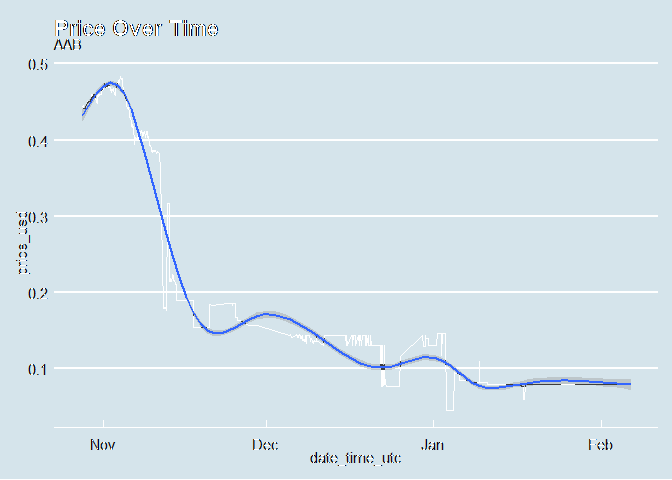 Price Over Time
AAB
0.5
0.4
0.3
0.2
0.1
price_usd
Nov
Dec
Jan
Feb
date_time_utc